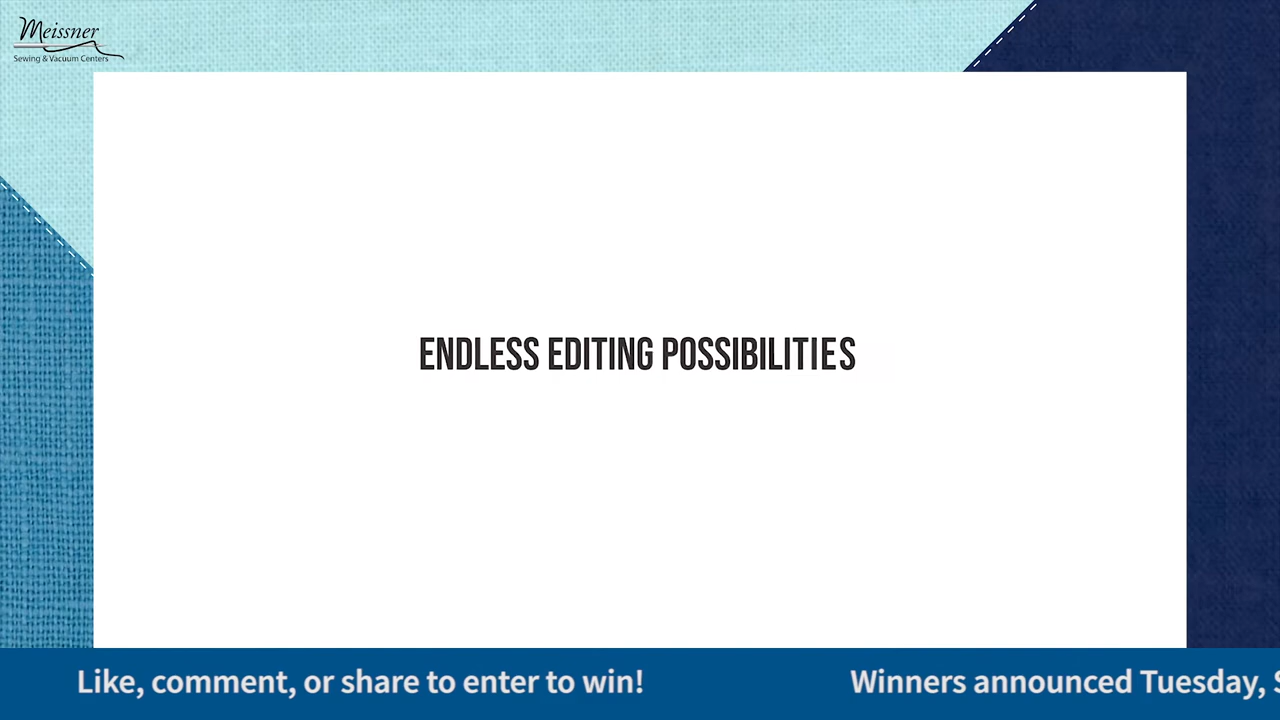 Meissner
Sewing & Vacuum Centers
ENDLESS EDITING POSSIBILITIES
Like, comment, or share to enter to win! Winners announced Tuesday,